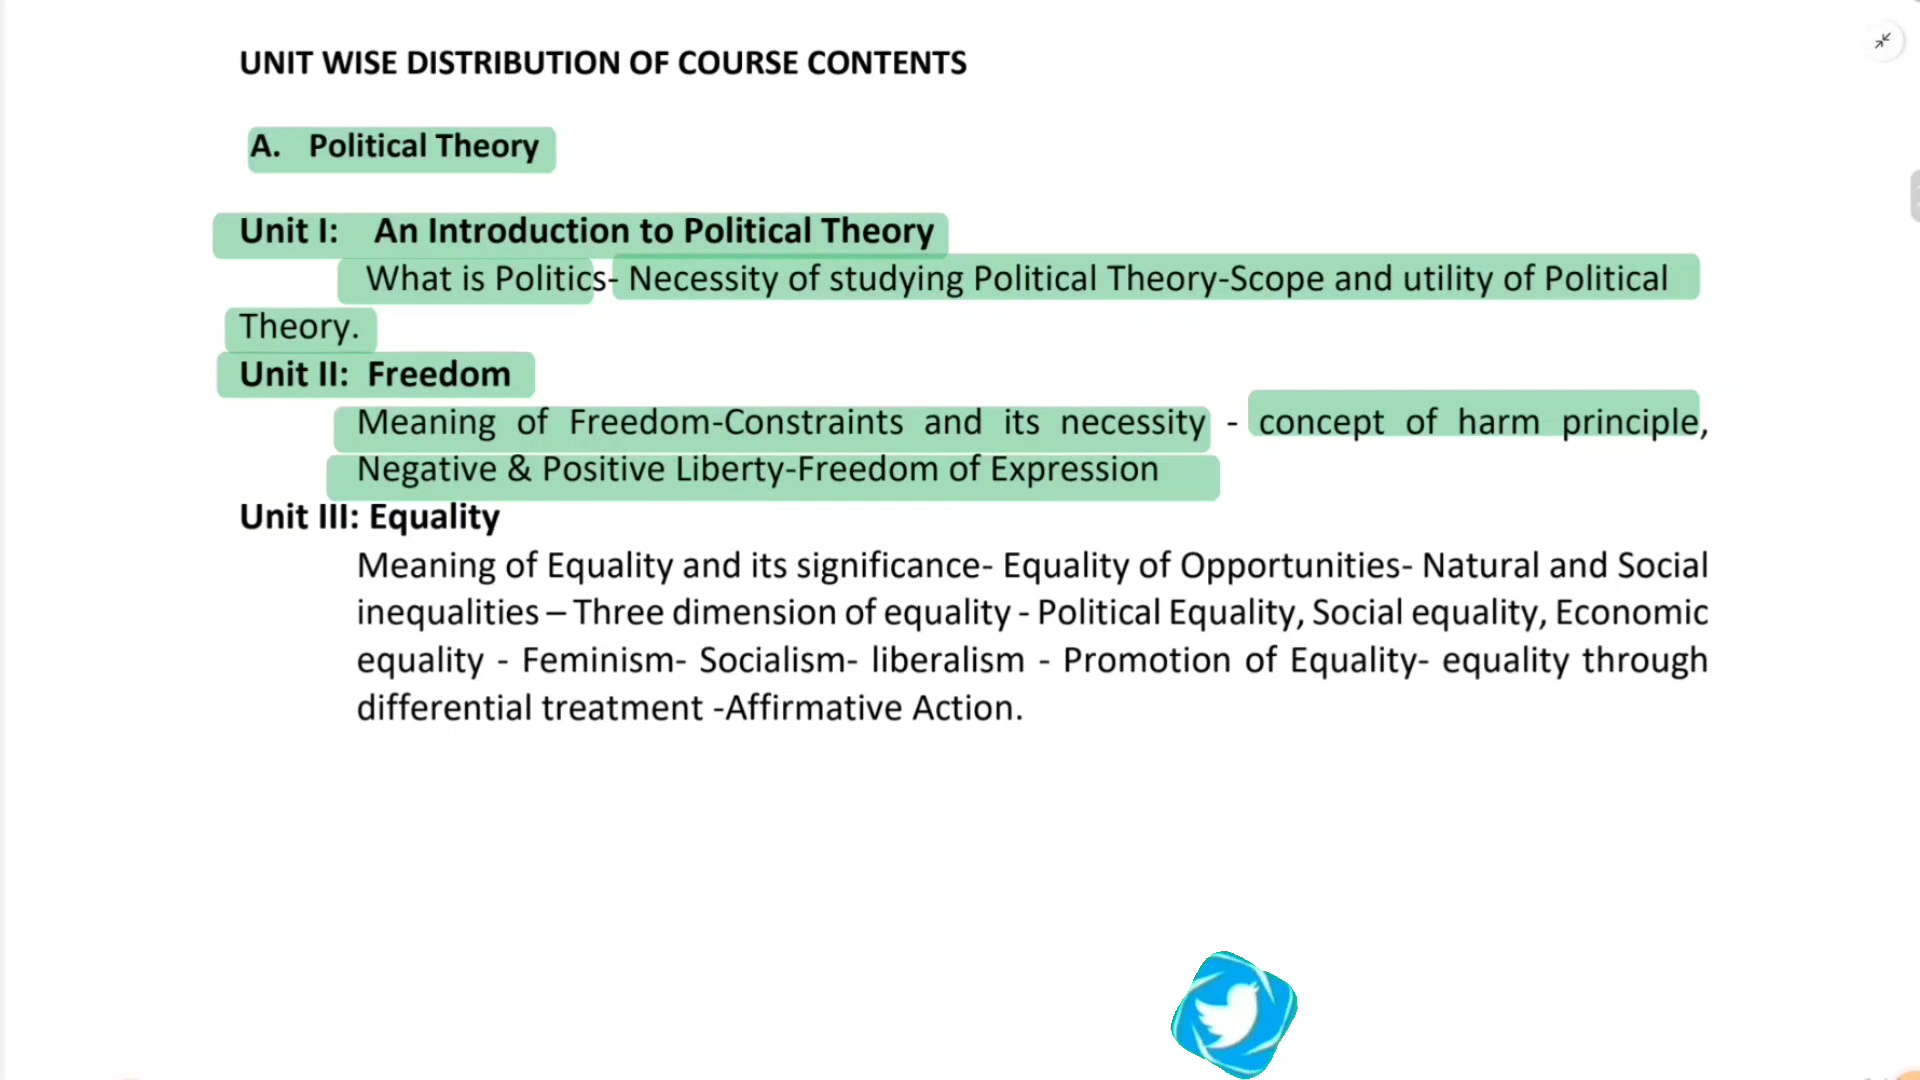 UNIT WISE DISTRIBUTION OF COURSE CONTENTS
A. Political Theory
Unit I: An Introduction to Political Theory
What is Politics- Necessity of studying Political Theory-Scope and utility of Political
Theory.
Unit II: Freedom
Meaning of Freedom-Constraints and its necessity - concept of harm principle,
Negative & Positive Liberty-Freedom of Expression
Unit III: Equality
Meaning of Equality and its significance- Equality of Opportunities- Natural and Social
inequalities – Three dimension of equality - Political Equality, Social equality, Economic
equality - Feminism- Socialism- liberalism - Promotion of Equality- equality through
differential treatment -Affirmative Action.